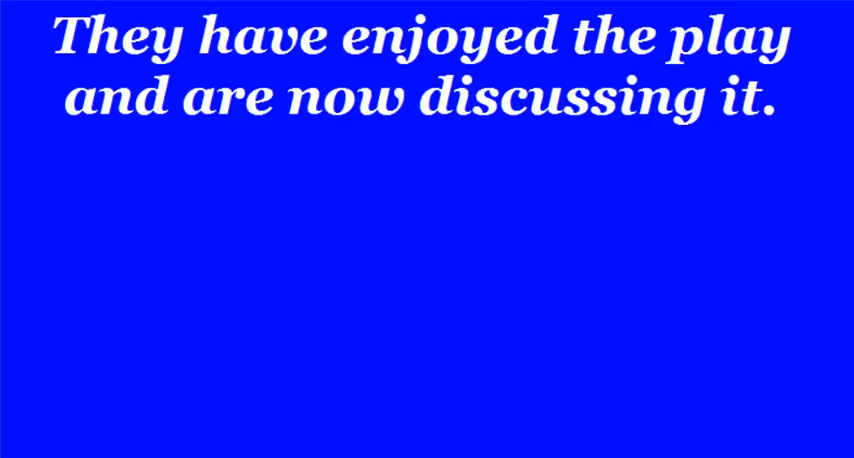 They have enjoyed the play
and are now discussing it.